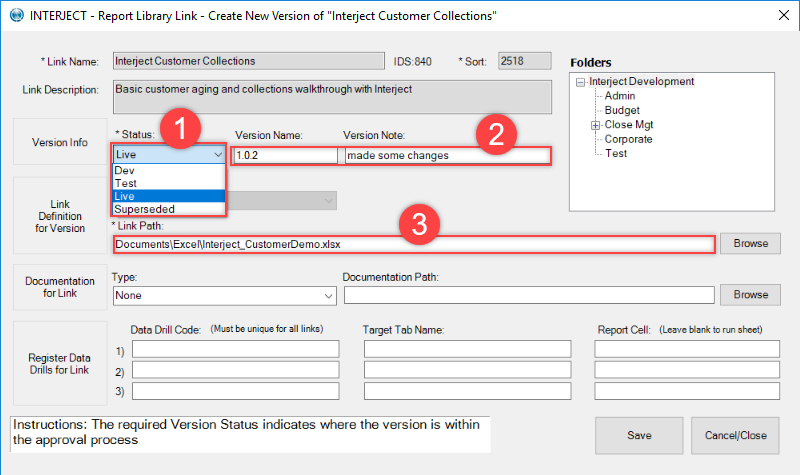 INTERJECT - Report Library Link - Create New Version of "Interject Customer Collections"
* Link Name: Interject Customer Collections IDS:840 * Sort: 2518
Folders
Link Description: Basic customer aging and collections walkthrough with Interject
Interject Development
Admin
Budget
Close Mgt
Corporate
Test
Version Info
* Status: 1 Version Name: Version Note: 2
Live 1.0.2 made some changes
Dev
Test
Live
Superseded
Link
Definition
for Version
* Link Path: 3
Documents\Excel\Interject_CustomerDemo.xlsx Browse
Documentation
for Link
Type: Documentation Path:
None Browse
Register Data
Drills for Link
Data Drill Code: (Must be unique for all links) Target Tab Name: Report Cell: (Leave blank to run sheet)
1)
2)
3)
Instructions: The required Version Status indicates where the version is within
the approval process
Save Cancel/Close